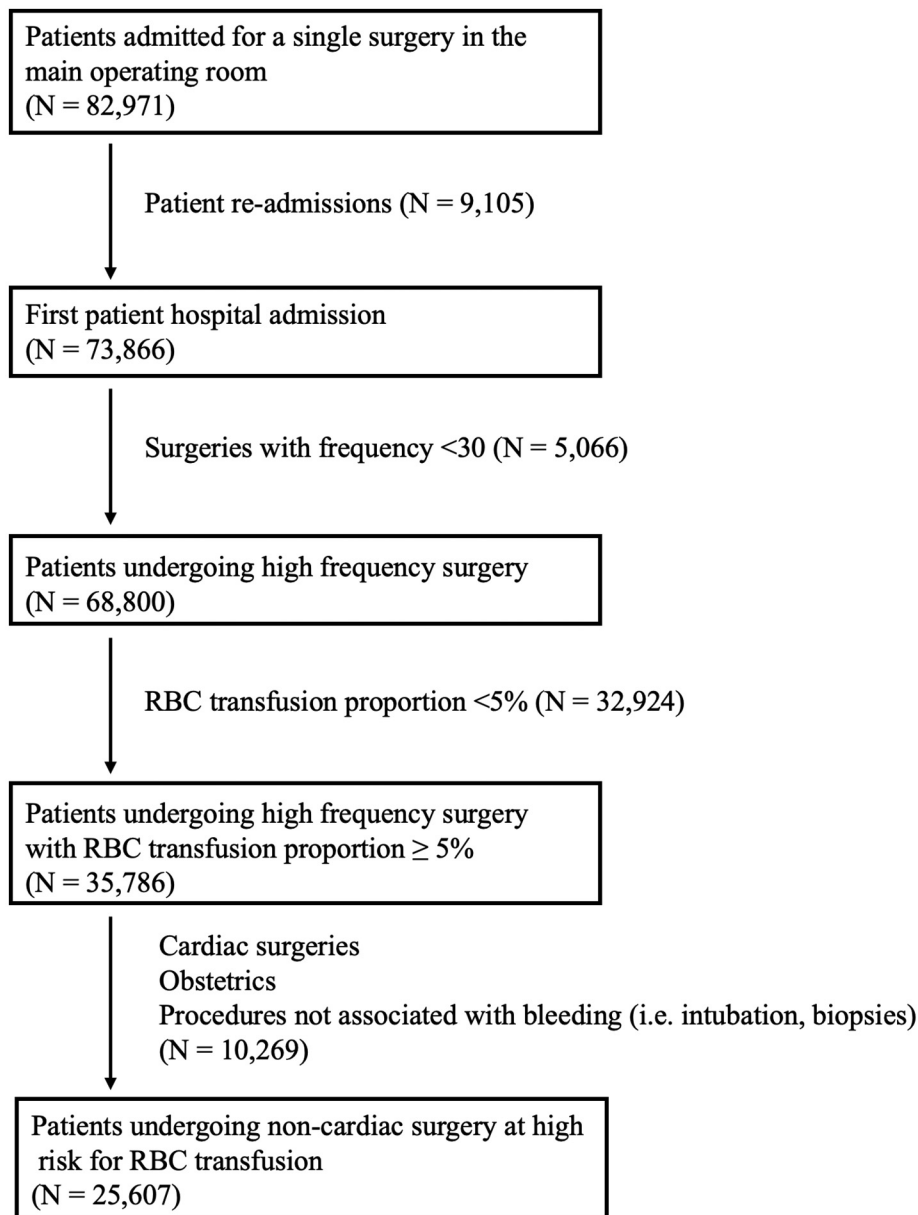 Patients admitted for a single surgery in the
main operating room
(N = 82,971)
Patient re-admissions (N = 9,105)
First patient hospital admission
(N = 73,866)
Surgeries with frequency <30 (N = 5,066)
Patients undergoing high frequency surgery
(N = 68,800)
RBC transfusion proportion <5% (N = 32,924)
Patients undergoing high frequency surgery
with RBC transfusion proportion ≥ 5%
(N = 35,786)
Cardiac surgeries
Obstetrics
Procedures not associated with bleeding (i.e. intubation, biopsies)
(N = 10,269)
Patients undergoing non-cardiac surgery at high
risk for RBC transfusion
(N = 25,607)